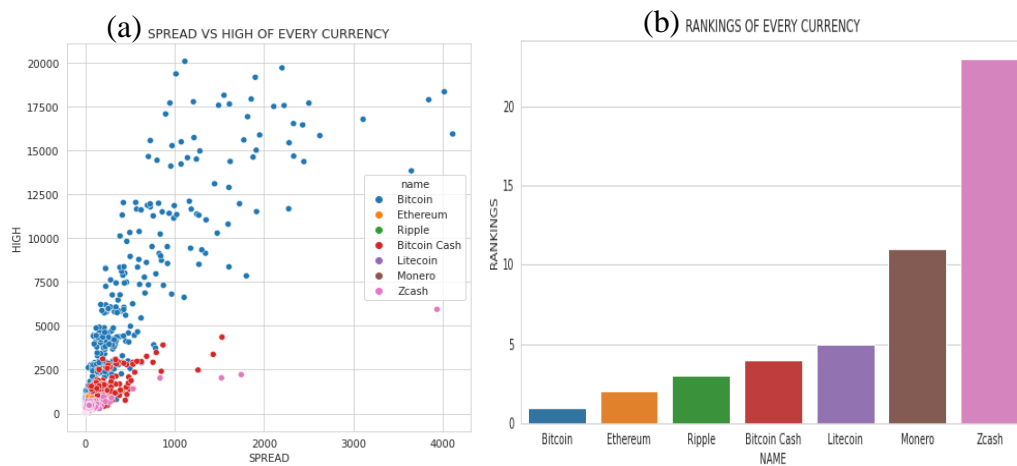 (a)
SPREAD VS HIGH OF EVERY CURRENCY
HIGH
20000
17500
15000
12500
10000
7500
5000
2500
0
name
Bitcoin
Ethereum
Ripple
Bitcoin Cash
Litecoin
Monero
Zcash
0 1000 2000 3000 4000
SPREAD
(b)
RANKINGS OF EVERY CURRENCY
RANKINGS
20
15
10
5
0
Bitcoin Ethereum Ripple Bitcoin Cash Litecoin Monero Zcash
NAME